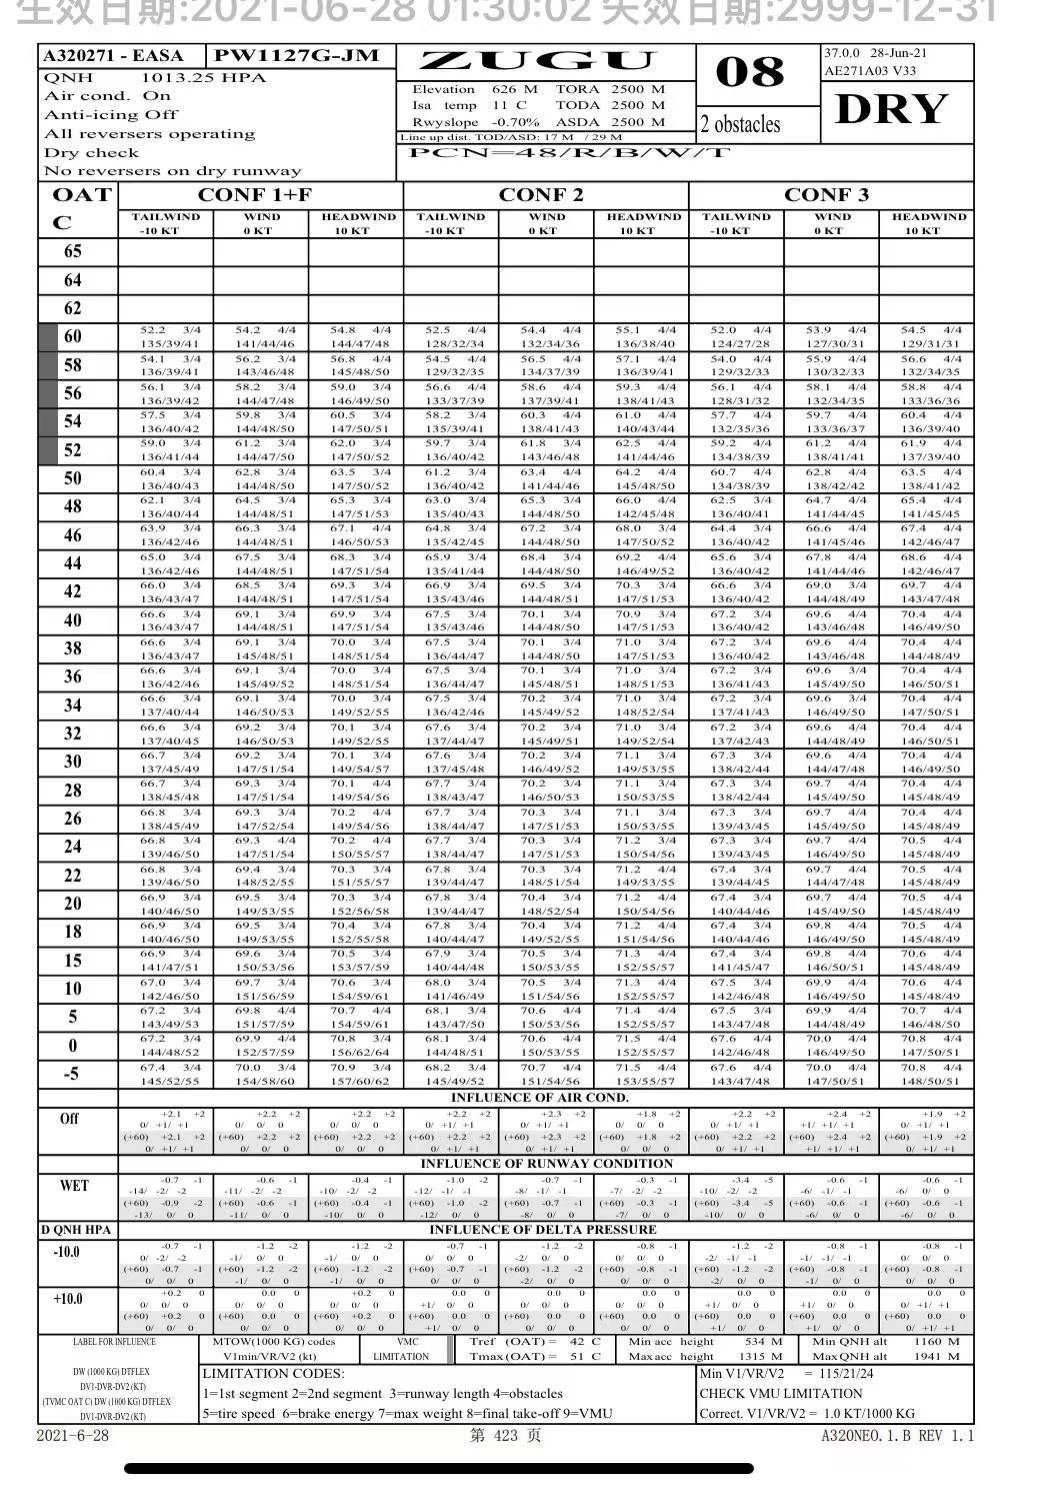 生效日期:2021-06-28 01:30:02 失效日期:2999-12-31
A320271 - EASA PW1127G-JM ZUGU 08 37.0.0 28-Jun-21
AE271A03 V33
QNH 1013.25 HPA
Air cond. On
Anti-icing Off
All reversers operating
Dry check
No reversers on dry runway
Elevation 626 M TORA 2500 M
Isa temp 11 C TODA 2500 M
Rwyslope -0.70% ASDA 2500 M
Line up dist. TOD/ASD: 17 M / 29 M
2 obstacles
DRY
PCN=48/R/B/W/T
OAT CONF 1+F CONF 2 CONF 3
C TAILWIND WIND HEADWIND TAILWIND WIND HEADWIND TAILWIND WIND HEADWIND
-10 KT 0 KT 10 KT -10 KT 0 KT 10 KT -10 KT 0 KT 10 KT
65
64
62
60 52.2 3/4 54.2 4/4 54.8 4/4 52.5 4/4 54.4 4/4 55.1 4/4 52.0 4/4 53.9 4/4 54.5 4/4
135/39/41 141/44/46 144/47/48 128/32/34 132/34/36 136/38/40 124/27/28 127/30/31 129/31/31
58 54.1 3/4 56.2 3/4 56.8 4/4 54.5 4/4 56.5 4/4 57.1 4/4 54.0 4/4 55.9 4/4 56.6 4/4
136/39/41 143/46/48 145/48/50 129/32/35 134/37/39 136/39/41 129/32/33 130/32/33 132/34/35
56 56.1 3/4 58.2 3/4 59.0 3/4 56.6 4/4 58.6 4/4 59.3 4/4 56.1 4/4 58.1 4/4 58.8 4/4
136/39/42 144/47/48 146/49/50 133/37/39 137/39/41 138/41/43 128/31/32 132/34/35 133/36/36
54 57.5 3/4 59.8 3/4 60.5 3/4 58.2 3/4 60.3 4/4 61.0 4/4 57.7 4/4 59.7 4/4 60.4 4/4
136/40/42 144/48/50 147/50/51 135/39/41 138/41/43 140/43/44 132/35/36 133/36/37 136/39/40
52 59.0 3/4 61.2 3/4 62.0 3/4 59.7 3/4 61.8 3/4 62.5 4/4 59.2 4/4 61.2 4/4 61.9 4/4
136/41/44 144/47/50 147/50/52 136/40/42 143/46/48 141/44/46 134/38/39 138/41/41 137/39/40
50 60.4 3/4 62.8 3/4 63.5 3/4 61.2 3/4 63.4 4/4 64.2 4/4 60.7 4/4 62.8 4/4 63.5 4/4
136/40/43 144/48/50 147/50/52 136/40/42 141/44/46 145/48/50 134/38/39 138/42/42 138/41/42
48 62.1 3/4 64.5 3/4 65.3 3/4 63.0 3/4 65.3 3/4 66.0 4/4 62.5 3/4 64.7 4/4 65.4 4/4
136/40/44 144/48/51 147/51/53 135/40/43 144/48/50 142/45/48 136/40/41 141/44/45 141/45/45
46 63.9 3/4 66.3 3/4 67.1 4/4 64.8 3/4 67.2 3/4 68.0 3/4 64.4 3/4 66.6 4/4 67.4 4/4
136/42/46 144/48/51 146/50/53 135/42/45 144/48/50 147/50/52 136/40/42 141/45/46 142/46/47
44 65.0 3/4 67.5 3/4 68.3 3/4 65.9 3/4 68.4 3/4 69.2 4/4 65.6 3/4 67.8 4/4 68.6 4/4
136/42/46 144/48/51 147/51/54 135/41/44 144/48/50 146/49/52 136/40/42 141/44/46 142/46/47
42 66.0 3/4 68.5 3/4 69.3 3/4 66.9 3/4 69.5 3/4 70.3 3/4 66.6 3/4 69.0 3/4 69.7 4/4
136/43/47 144/48/51 147/51/54 135/43/46 144/48/51 147/51/53 136/40/42 144/48/49 143/47/48
40 66.6 3/4 69.1 3/4 69.9 3/4 67.5 3/4 70.1 3/4 70.9 3/4 67.2 3/4 69.6 4/4 70.4 4/4
136/43/47 144/48/51 147/51/54 135/43/46 144/48/50 147/51/53 136/40/42 143/46/48 146/49/50
38 66.6 3/4 69.1 3/4 70.0 3/4 67.5 3/4 70.1 3/4 71.0 3/4 67.2 3/4 69.6 4/4 70.4 4/4
136/43/47 145/48/51 148/51/54 136/44/47 144/48/50 147/51/53 136/40/42 143/46/48 144/48/49
36 66.6 3/4 69.1 3/4 70.0 3/4 67.5 3/4 70.1 3/4 71.0 3/4 67.2 3/4 69.6 3/4 70.4 4/4
136/42/46 145/49/52 148/51/54 136/44/47 145/48/51 148/51/53 136/41/43 145/49/50 146/50/51
34 66.6 3/4 69.1 3/4 70.0 3/4 67.5 3/4 70.2 3/4 71.0 3/4 67.2 3/4 69.6 3/4 70.4 4/4
137/40/44 146/50/53 149/52/55 136/42/46 145/49/52 148/52/54 137/41/43 146/49/50 147/50/51
32 66.6 3/4 69.2 3/4 70.1 3/4 67.6 3/4 70.2 3/4 71.0 3/4 67.2 3/4 69.6 4/4 70.4 4/4
137/40/45 146/50/53 149/52/55 137/44/47 145/49/51 149/52/54 137/42/43 144/48/49 146/50/51
30 66.7 3/4 69.2 3/4 70.1 3/4 67.6 3/4 70.2 3/4 71.1 3/4 67.3 3/4 69.6 4/4 70.4 4/4
137/45/49 147/51/54 149/54/57 137/45/48 146/49/52 149/53/55 138/42/44 144/47/48 146/49/50
28 66.7 3/4 69.3 3/4 70.1 4/4 67.7 3/4 70.2 3/4 71.1 3/4 67.3 3/4 69.7 4/4 70.4 4/4
138/45/48 147/51/54 149/54/56 138/43/47 146/50/53 150/53/55 138/42/44 145/49/50 145/48/49
26 66.8 3/4 69.3 3/4 70.2 4/4 67.7 3/4 70.3 3/4 71.1 3/4 67.3 3/4 69.7 4/4 70.4 4/4
138/45/49 147/52/54 149/54/56 138/44/47 147/51/53 150/53/55 139/43/45 145/49/50 145/48/49
24 66.8 3/4 69.3 4/4 70.2 4/4 67.7 3/4 70.3 3/4 71.2 3/4 67.3 3/4 69.7 4/4 70.5 4/4
139/46/50 147/51/54 150/55/57 138/44/47 147/51/53 150/54/56 139/43/45 146/49/50 145/48/49
22 66.8 3/4 69.4 3/4 70.3 3/4 67.8 3/4 70.3 3/4 71.2 4/4 67.4 3/4 69.7 4/4 70.5 4/4
139/46/50 148/52/55 151/55/57 139/44/47 148/51/54 149/53/55 139/44/45 144/47/48 145/48/49
20 66.9 3/4 69.5 3/4 70.3 3/4 67.8 3/4 70.4 3/4 71.2 4/4 67.4 3/4 69.7 4/4 70.5 4/4
140/46/50 149/53/55 152/56/58 139/44/47 148/52/54 150/54/56 140/44/46 145/49/50 145/48/49
18 66.9 3/4 69.5 3/4 70.4 3/4 67.8 3/4 70.4 3/4 71.2 4/4 67.4 3/4 69.8 4/4 70.5 4/4
140/46/50 149/53/55 152/55/58 140/44/47 149/52/55 151/54/56 140/44/46 146/49/50 145/48/49
15 66.9 3/4 69.6 3/4 70.5 3/4 67.9 3/4 70.5 3/4 71.3 4/4 67.4 3/4 69.8 4/4 70.6 4/4
141/47/51 150/53/56 153/57/59 140/44/48 150/53/55 152/55/57 141/45/47 146/50/51 145/48/49
10 67.0 3/4 69.7 3/4 70.6 3/4 68.0 3/4 70.5 3/4 71.3 4/4 67.5 3/4 69.9 4/4 70.6 4/4
142/46/50 151/56/59 154/59/61 141/46/49 151/54/56 152/55/57 142/46/48 146/49/50 145/48/49
5 67.2 3/4 69.8 4/4 70.7 4/4 68.1 3/4 70.6 4/4 71.4 4/4 67.5 3/4 69.9 4/4 70.7 4/4
143/49/53 151/57/59 154/59/61 143/47/50 150/53/56 152/55/57 143/47/48 144/48/49 146/48/50
0 67.2 3/4 69.9 4/4 70.8 3/4 68.1 3/4 70.6 4/4 71.5 4/4 67.6 4/4 70.0 4/4 70.8 4/4
144/48/52 152/57/59 156/62/64 144/48/51 150/53/55 152/55/57 142/46/48 146/49/50 147/50/51
-5 67.4 3/4 70.0 3/4 70.9 3/4 68.2 3/4 70.7 4/4 71.5 4/4 67.6 4/4 70.0 4/4 70.8 4/4
145/52/55 154/58/60 157/60/62 145/49/52 151/54/56 153/55/57 143/47/48 147/50/51 148/50/51
INFLUENCE OF AIR COND.
Off +2.1 +2 +2.2 +2 +2.2 +2 +2.2 +2 +2.3 +2 +1.8 +2 +2.2 +2 +2.4 +2 +1.9 +2
0/ +1/ +1 0/ 0/ 0 0/ 0/ 0 0/ +1/ +1 0/ +1/ +1 0/ 0/ 0 0/ +1/ +1 +1/ +1/ +1 0/ +1/ +1
(+60) +2.1 +2 (+60) +2.2 +2 (+60) +2.2 +2 (+60) +2.2 +2 (+60) +2.3 +2 (+60) +1.8 +2 (+60) +2.2 +2 (+60) +2.4 +2 (+60) +1.9 +2
0/ +1/ +1 0/ 0/ 0 0/ 0/ 0 0/ +1/ +1 0/ +1/ +1 0/ 0/ 0 0/ +1/ +1 +1/ +1/ +1 0/ +1/ +1
INFLUENCE OF RUNWAY CONDITION
WET -0.7 -1 -0.6 -1 -0.4 -1 -1.0 -2 -0.7 -1 -0.3 -1 -3.4 -5 -0.6 -1 -0.6 -1
-14/ -2/ -2 -11/ -2/ -2 -10/ -2/ -2 -12/ -1/ -1 -8/ -1/ -1 -7/ -2/ -2 -10/ -2/ -2 -6/ -1/ -1 -6/ 0/ 0
(+60) -0.9 -2 (+60) -0.6 -1 (+60) -0.4 -1 (+60) -1.0 -2 (+60) -0.7 -1 (+60) -0.3 -1 (+60) -3.4 -5 (+60) -0.6 -1 (+60) -0.6 -1
-13/ 0/ 0 -11/ 0/ 0 -10/ 0/ 0 -12/ 0/ 0 -8/ 0/ 0 -7/ 0/ 0 -10/ 0/ 0 -6/ 0/ 0 -6/ 0/ 0
D QNH HPA INFLUENCE OF DELTA PRESSURE
-10.0 -0.7 -1 -1.2 -2 -1.2 -2 -0.7 -1 -1.2 -2 -0.8 -1 -1.2 -2 -0.8 -1 -0.8 -1
0/ -2/ -2 -1/ 0/ 0 -1/ 0/ 0 0/ 0/ 0 -2/ 0/ 0 0/ 0/ 0 -2/ -1/ -1 -1/ -1/ -1 0/ 0/ 0
(+60) -0.7 -1 (+60) -1.2 -2 (+60) -1.2 -2 (+60) -0.7 -1 (+60) -1.2 -2 (+60) -0.8 -1 (+60) -1.2 -2 (+60) -0.8 -1 (+60) -0.8 -1
0/ 0/ 0 -1/ 0/ 0 -1/ 0/ 0 0/ 0/ 0 -2/ 0/ 0 0/ 0/ 0 -2/ 0/ 0 -1/ 0/ 0 0/ 0/ 0
+10.0 +0.2 0 0.0 0 +0.2 0 0.0 0 0.0 0 0.0 0 0.0 0 0.0 0 0.0 0
0/ 0/ 0 0/ 0/ 0 0/ 0/ 0 +1/ 0/ 0 0/ 0/ 0 0/ 0/ 0 +1/ 0/ 0 +1/ 0/ 0 0/ +1/ +1
(+60) +0.2 0 (+60) 0.0 0 (+60) +0.2 0 (+60) 0.0 0 (+60) 0.0 0 (+60) 0.0 0 (+60) 0.0 0 (+60) 0.0 0 (+60) 0.0 0
0/ 0/ 0 0/ 0/ 0 0/ 0/ 0 +1/ 0/ 0 0/ 0/ 0 0/ 0/ 0 +1/ 0/ 0 +1/ 0/ 0 0/ +1/ +1
LABEL FOR INFLUENCE MTOW(1000 KG) codes VMC Tref (OAT) = 42 C Min acc height 534 M Min QNH alt 1160 M
V1min/VR/V2 (kt) LIMITATION Tmax(OAT) = 51 C Max acc height 1315 M Max QNH alt 1941 M
DW (1000 KG) DTFLEX
DV1-DVR-DV2 (KT)
(TVMC OAT C) DW (1000 KG) DTFLEX
DV1-DVR-DV2 (KT)
LIMITATION CODES:
1=1st segment 2=2nd segment 3=runway length 4=obstacles
5=tire speed 6=brake energy 7=max weight 8=final take-off 9=VMU
Min V1/VR/V2 = 115/21/24
CHECK VMU LIMITATION
Correct. V1/VR/V2 = 1.0 KT/1000 KG
2021-6-28 第 423 页 A320NEO.1.B REV 1.1